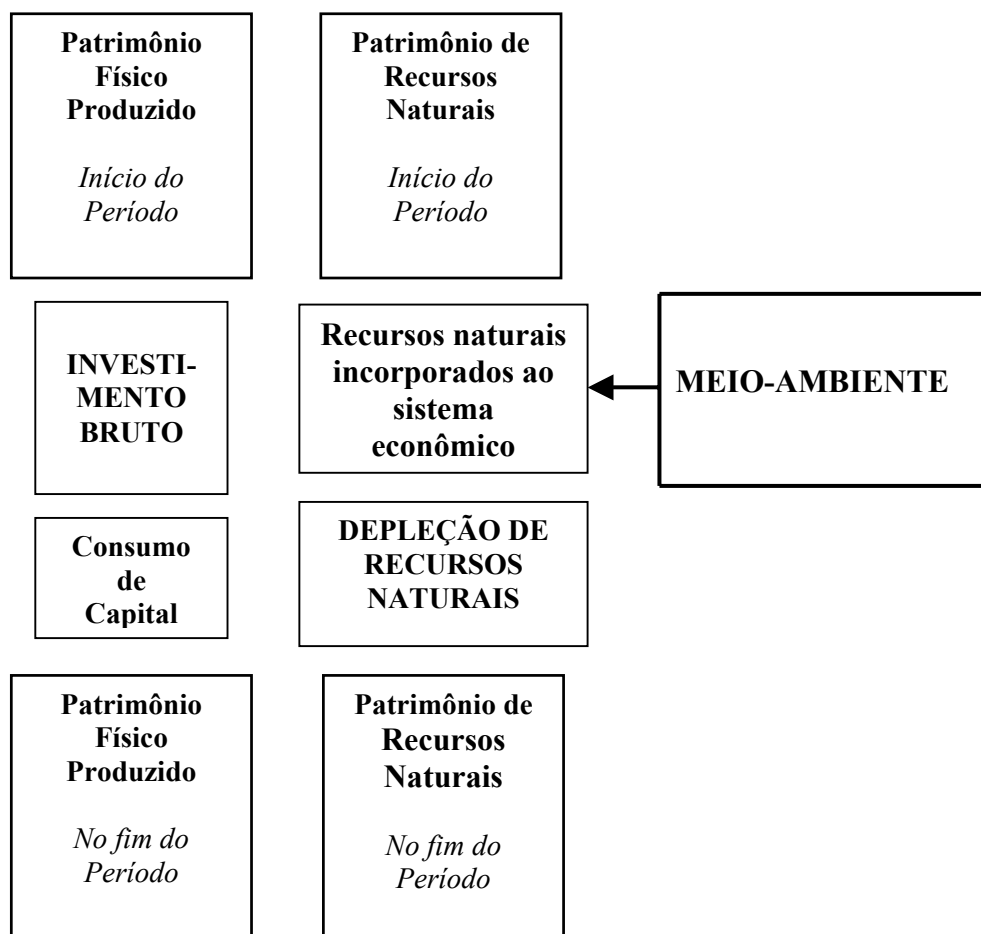 Patrimônio
Físico
Produzido
Início do
Período
Patrimônio de
Recursos
Naturais
Início do
Período
INVESTI-
MENTO
BRUTO
Recursos naturais
incorporados ao
sistema
econômico
MEIO-AMBIENTE
Consumo
de
Capital
DEPLEÇÃO DE
RECURSOS
NATURAIS
Patrimônio
Físico
Produzido
No fim do
Período
Patrimônio de
Recursos
Naturais
No fim do
Período